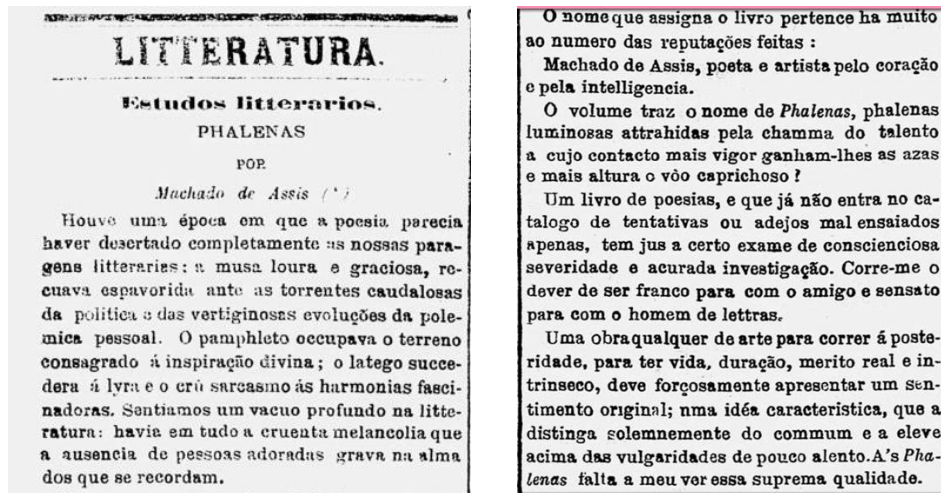 LITTERATURA.
Estudos litterarios.
PHALENAS
POR
Machado de Assis (*)
Houve uma época em que a poesia parecia
haver desertado completamente as nossas para-
gens litterarias: a musa loura e graciosa, re-
cuava espavorida ante as torrentes caudalosas
da politica e das vertiginosas evoluções da pole-
mica pessoal. O pamphleto occupava o terreno
consagrado á inspiração divina; o latego succe-
dera á lyra e o crú sarcasmo ás harmonias fasci-
nadoras. Sentiamos um vacuo profundo na litte-
ratura: havia em tudo a cruenta melancolia que
a ausencia de pessoas adoradas grava na alma
dos que se recordam.
O nome que assigna o livro pertence ha muito
ao numero das reputações feitas :
Machado de Assis, poeta e artista pelo coração
e pela intelligencia.
O volume traz o nome de Phalenas, phalenas
luminosas attrahidas pela chamma do talento
a cujo contacto mais vigor ganham-lhes as azas
e mais altura o vôo caprichoso ?
Um livro de poesias, e que já não entra no ca-
talogo de tentativas ou adejos mal ensaiados
apenas, tem jus a certo exame de conscienciosa
severidade e acurada investigação. Corre-me o
dever de ser franco para com o amigo e sensato
para com o homem de lettras.
Uma obra qualquer de arte para correr á poste-
ridade, para ter vida, duração, merito real e in-
trinseco, deve forçosamente apresentar um sen-
timento original; nma idéa caracteristica, que a
distinga solemnemente do commum e a eleve
acima das vulgaridades de pouco alento. A's Pha-
lenas falta a meu ver essa suprema qualidade.